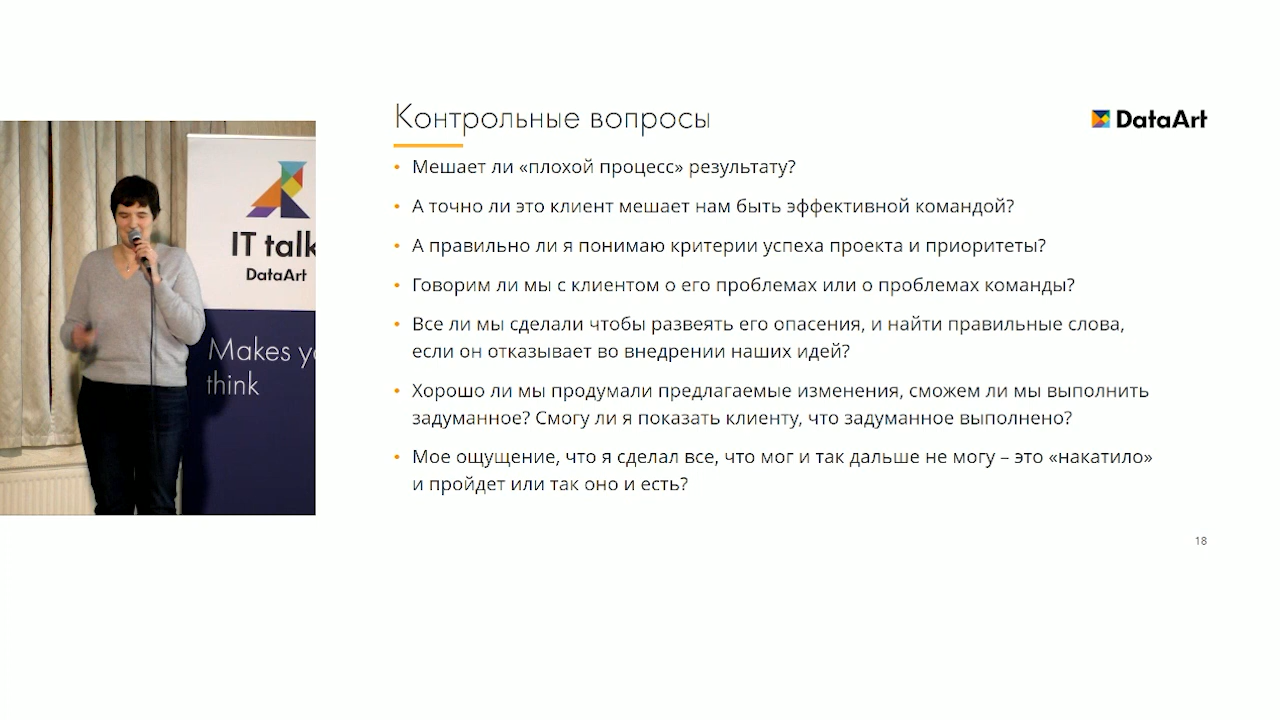 Контрольные вопросы
DataArt
• Мешает ли «плохой процесс» результату?
• А точно ли это клиент мешает нам быть эффективной командой?
• А правильно ли я понимаю критерии успеха проекта и приоритеты?
• Говорим ли мы с клиентом о его проблемах или о проблемах команды?
• Все ли мы сделали чтобы развеять его опасения, и найти правильные слова,
если он отказывает во внедрении наших идей?
• Хорошо ли мы продумали предлагаемые изменения, сможем ли мы выполнить
задуманное? Смогу ли я показать клиенту, что задуманное выполнено?
• Мое ощущение, что я сделал все, что мог и так дальше не могу – это «накатило»
и пройдет или так оно и есть?
18
IT talk
DataArt
Makes yo
think